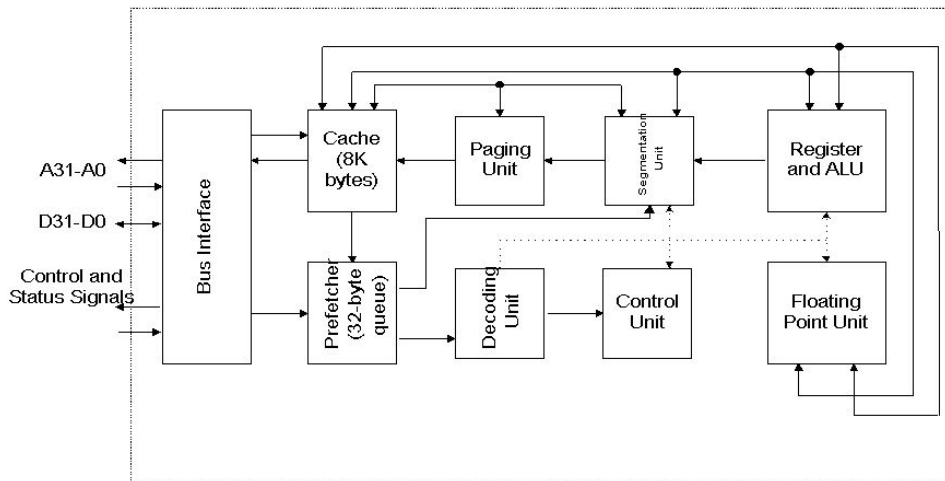 A31-A0
D31-D0
Control and
Status Signals
Bus Interface
Cache
(8K
bytes)
Paging
Unit
Segmentation
Unit
Register
and ALU
Prefetcher
(32-byte
queue)
Decoding
Unit
Control
Unit
Floating
Point Unit